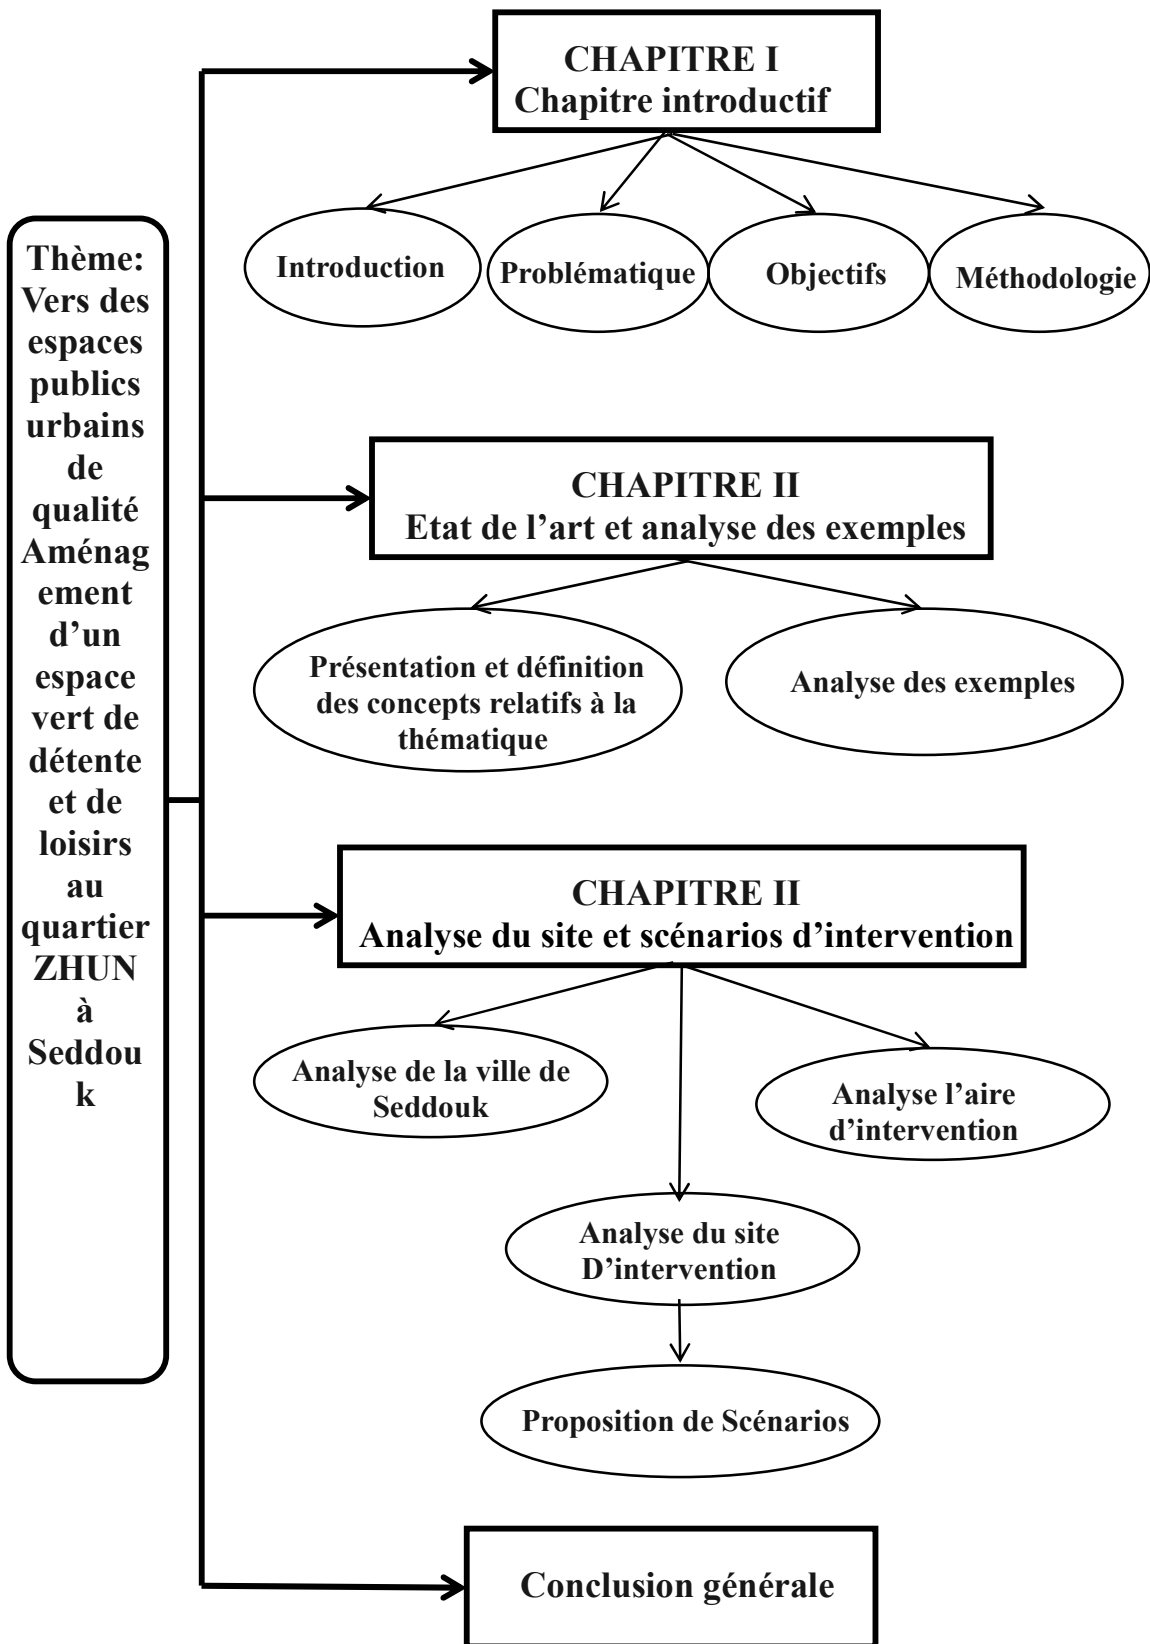 Thème:
Vers des
espaces
publics
urbains
de
qualité
Aménag
ement
d’un
espace
vert de
détente
et de
loisirs
au
quartier
ZHUN
à
Seddou
k
CHAPITRE I
Chapitre introductif
Introduction
Problématique
Objectifs
Méthodologie
CHAPITRE II
Etat de l’art et analyse des exemples
Présentation et définition
des concepts relatifs à la
thématique
Analyse des exemples
CHAPITRE II
Analyse du site et scénarios d’intervention
Analyse de la ville de
Seddouk
Analyse l’aire
d’intervention
Analyse du site
D’intervention
Proposition de Scénarios
Conclusion générale